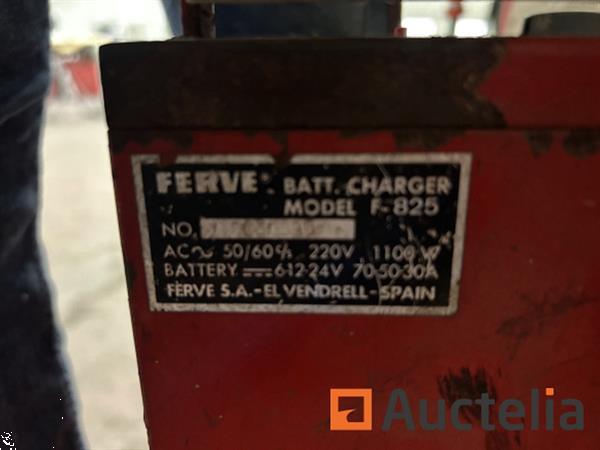 FERVE BATT. CHARGER
MODEL F-825
NO.
AC~ 50/60% 220V 1100 W
BATTERY 6-12-24V 70-50-30A
FERVE S.A.-EL VENDRELL-SPAIN
Auctelia